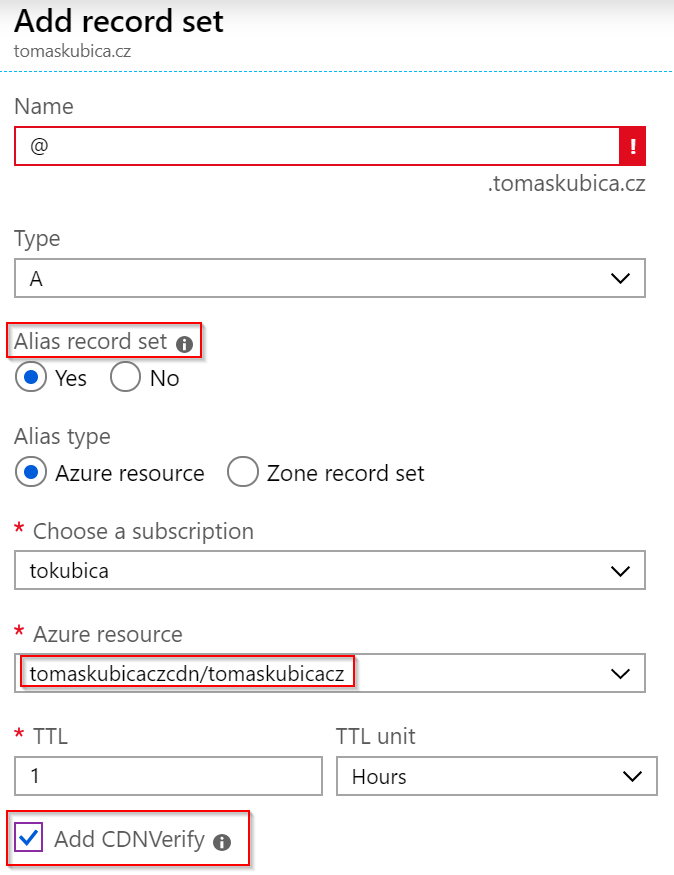 Add record set
tomaskubica.cz
Name
@
.tomaskubica.cz
Type
A
Alias record set
Yes No
Alias type
Azure resource Zone record set
* Choose a subscription
tokubica
* Azure resource
tomaskubicaczcdn/tomaskubicacz
* TTL TTL unit
1 Hours
Add CDNVerify